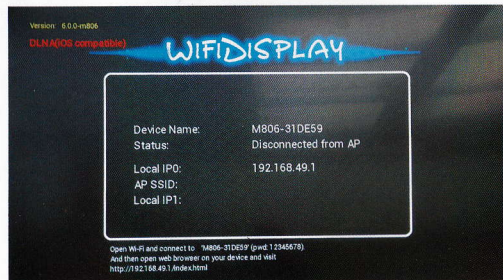 Version: 6.0.0-m806
DLNA(iOS compatible)
WIFIDISPLAY
Device Name: M806-31DE59
Status: Disconnected from AP
Local IP0: 192.168.49.1
AP SSID:
Local IP1:
Open Wi-Fi and connect to "M806-31DE59" (pwd: 12345678).
And then open web browser on your device and visit
http://192.168.49.1/index.html